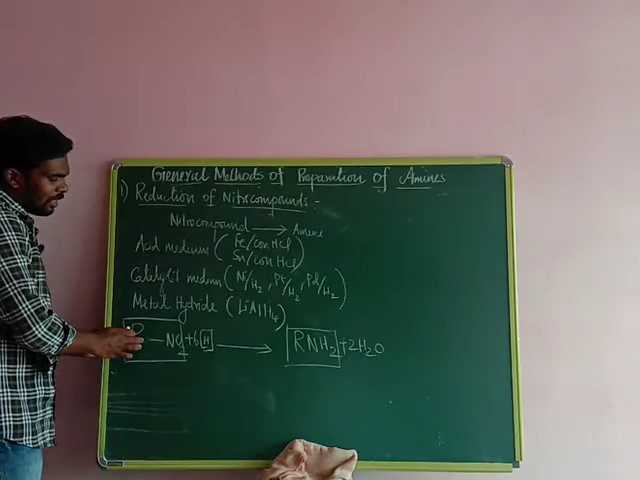 General Methods of Preparation of Amines
1) Reduction of Nitrocompounds :-
Nitrocompound ⟶ Amine
Acid medium ( Fe/con HCl
Sn/con HCl )
Catalytic medium ( Ni/H2, Pt/H2, Pd/H2 )
Metal Hydride (LiAlH4)
R—NO2 + 6[H] ⟶ RNH2 + 2H2O